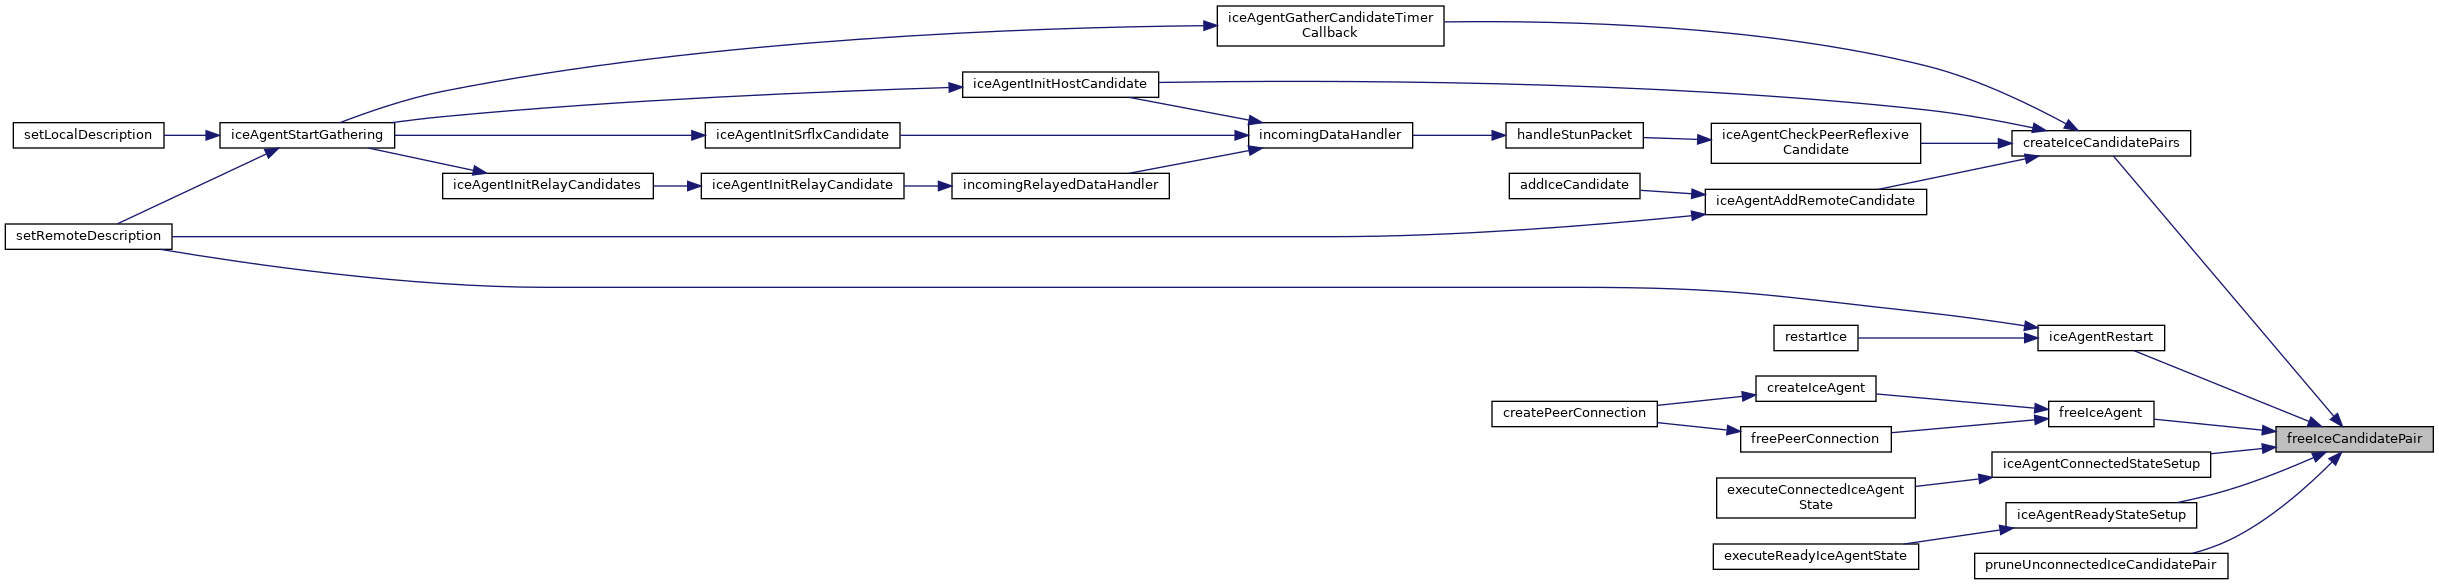 iceAgentGatherCandidateTimer
Callback
iceAgentInitHostCandidate
setLocalDescription
iceAgentStartGathering
iceAgentInitSrflxCandidate
incomingDataHandler
handleStunPacket
iceAgentCheckPeerReflexive
Candidate
createIceCandidatePairs
iceAgentInitRelayCandidates
iceAgentInitRelayCandidate
incomingRelayedDataHandler
addIceCandidate
iceAgentAddRemoteCandidate
setRemoteDescription
restartIce
iceAgentRestart
createIceAgent
createPeerConnection
freeIceAgent
freePeerConnection
freeIceCandidatePair
iceAgentConnectedStateSetup
executeConnectedIceAgent
State
iceAgentReadyStateSetup
executeReadyIceAgentState
pruneUnconnectedIceCandidatePair